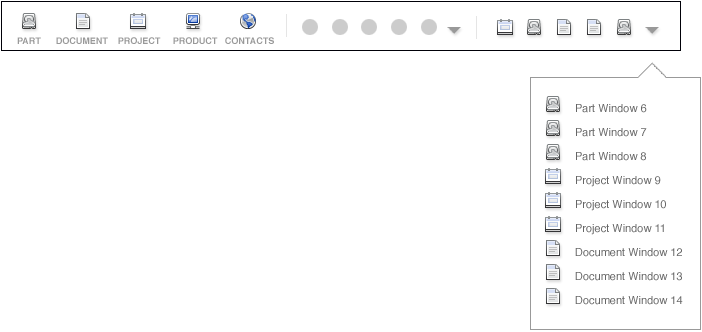 PART DOCUMENT PROJECT PRODUCT CONTACTS
Part Window 6
Part Window 7
Part Window 8
Project Window 9
Project Window 10
Project Window 11
Document Window 12
Document Window 13
Document Window 14